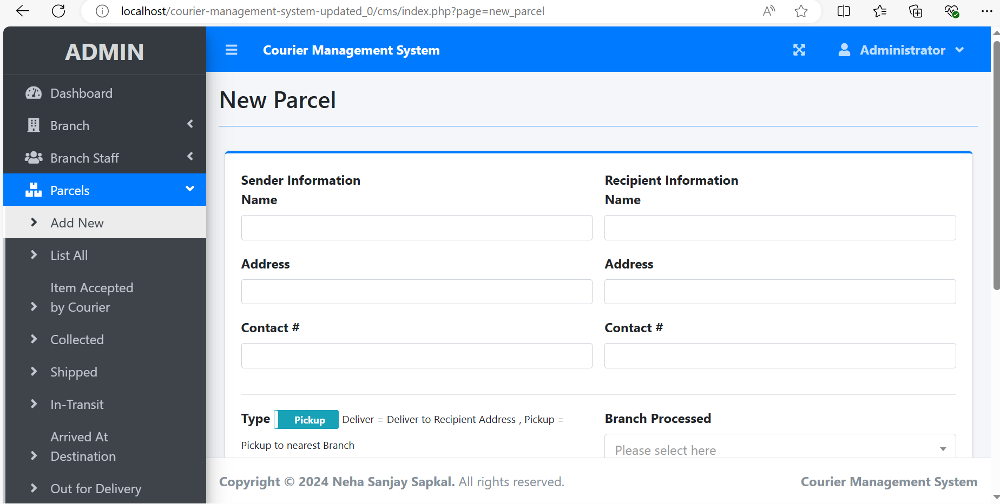 localhost/courier-management-system-updated_0/cms/index.php?page=new_parcel
ADMIN
Courier Management System
Administrator
Dashboard
Branch
Branch Staff
Parcels
Add New
List All
Item Accepted
by Courier
Collected
Shipped
In-Transit
Arrived At
Destination
Out for Delivery
New Parcel
Sender Information
Name
Address
Contact #
Recipient Information
Name
Address
Contact #
Type Pickup Deliver = Deliver to Recipient Address , Pickup =
Pickup to nearest Branch
Branch Processed
Please select here
Copyright © 2024 Neha Sanjay Sapkal. All rights reserved.
Courier Management System